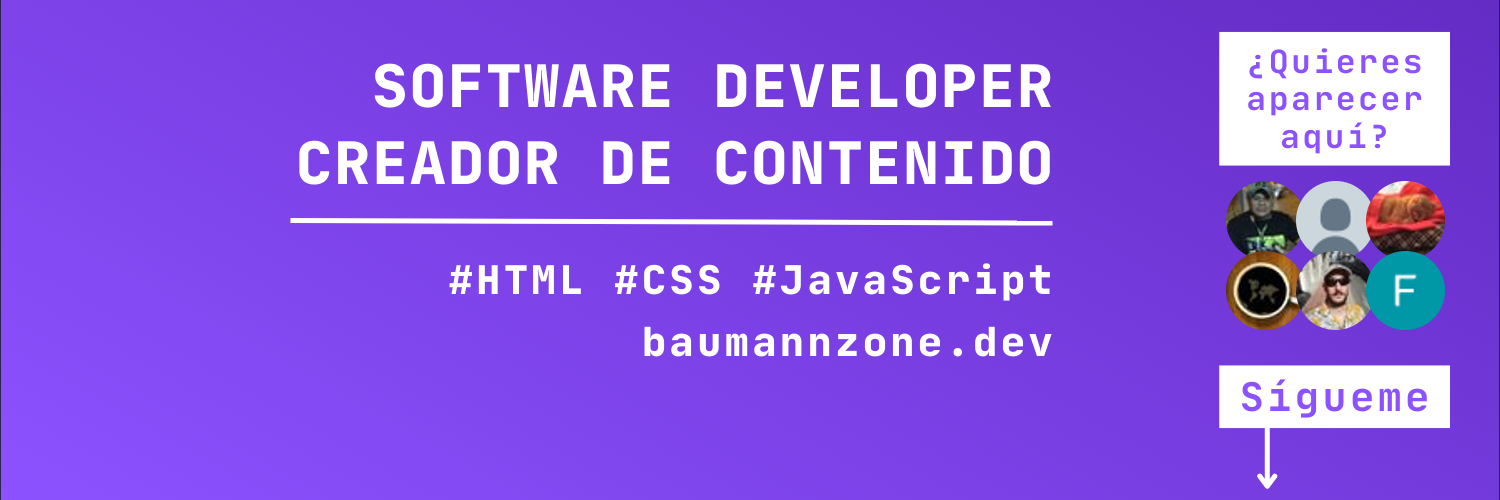 SOFTWARE DEVELOPER
CREADOR DE CONTENIDO
#HTML #CSS #JavaScript
baumannzone.dev
¿Quieres
aparecer
aquí?
F
Sígueme